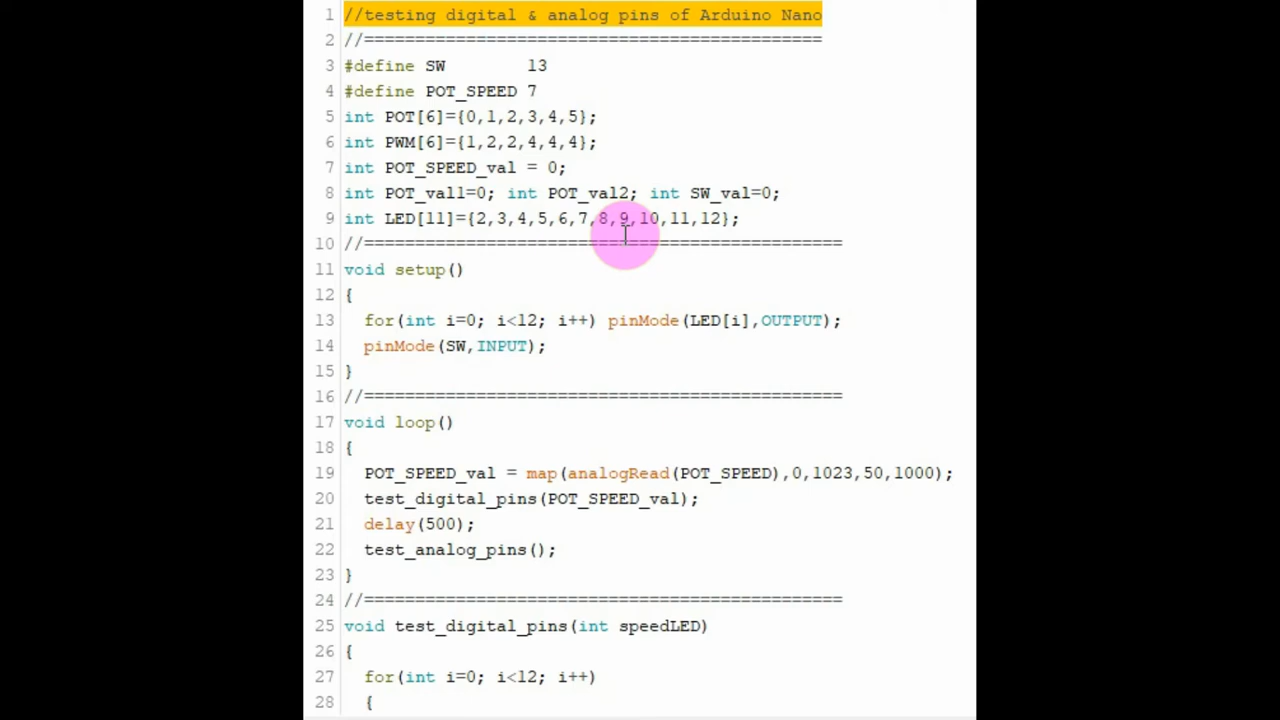 1 //testing digital & analog pins of Arduino Nano
2 //=============================================
3 #define SW        13
4 #define POT_SPEED 7
5 int POT[6]={0,1,2,3,4,5};
6 int PWM[6]={1,2,2,4,4,4};
7 int POT_SPEED_val = 0;
8 int POT_val1=0; int POT_val2; int SW_val=0;
9 int LED[11]={2,3,4,5,6,7,8,9,10,11,12};
10 //===============================================
11 void setup()
12 {
13   for(int i=0; i<12; i++) pinMode(LED[i],OUTPUT);
14   pinMode(SW,INPUT);
15 }
16 //===============================================
17 void loop()
18 {
19   POT_SPEED_val = map(analogRead(POT_SPEED),0,1023,50,1000);
20   test_digital_pins(POT_SPEED_val);
21   delay(500);
22   test_analog_pins();
23 }
24 //===============================================
25 void test_digital_pins(int speedLED)
26 {
27   for(int i=0; i<12; i++)
28   {